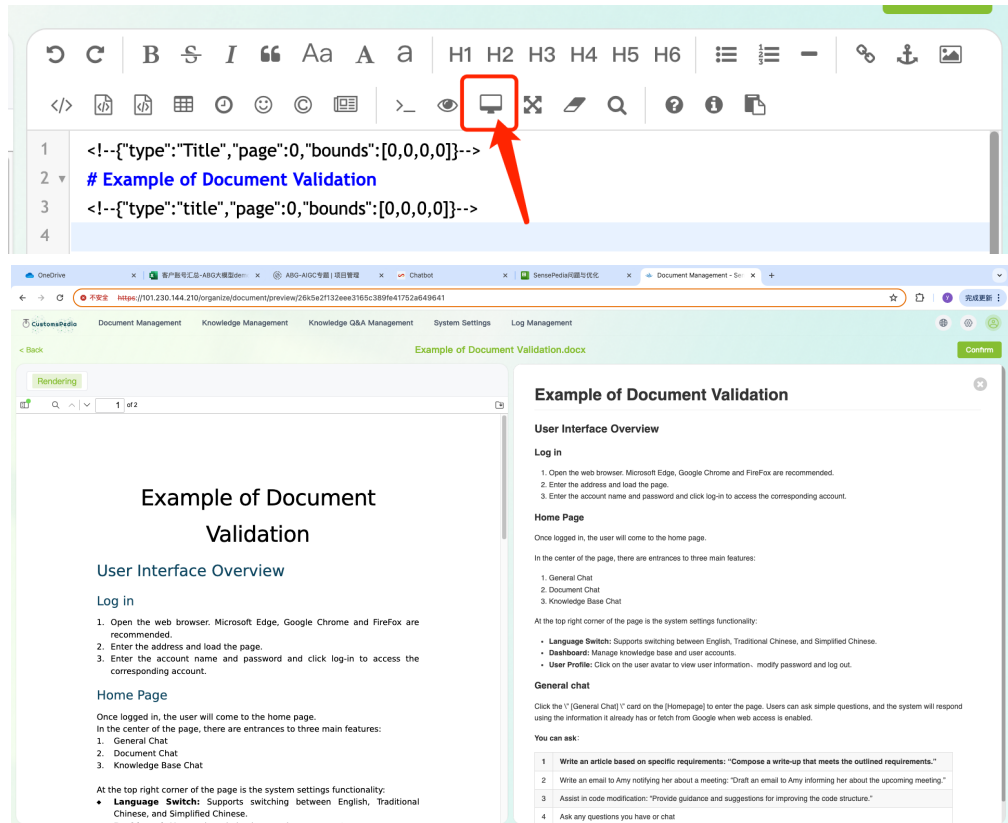 B S I Aa A a H1 H2 H3 H4 H5 H6
1 <!--{"type":"Title","page":0,"bounds":[0,0,0,0]}-->
2 # Example of Document Validation
3 <!--{"type":"title","page":0,"bounds":[0,0,0,0]}-->
4
OneDrive
客户账号汇总-ABG大模型dem
ABG-AIGC专题 | 项目管理
Chatbot
SensePedia问题与优化
Document Management - Sen
不安全 https://101.230.144.210/organize/document/preview/26k5e2f132eee3165c389fe41752a649641
完成更新
CustomsPedia Document Management Knowledge Management Knowledge Q&A Management System Settings Log Management
< Back
Example of Document Validation.docx
Confirm
Rendering
1 of 2
Example of Document
Validation
User Interface Overview
Log in
1. Open the web browser. Microsoft Edge, Google Chrome and FireFox are
recommended.
2. Enter the address and load the page.
3. Enter the account name and password and click log-in to access the
corresponding account.
Home Page
Once logged in, the user will come to the home page.
In the center of the page, there are entrances to three main features:
1. General Chat
2. Document Chat
3. Knowledge Base Chat
At the top right corner of the page is the system settings functionality:
◆ Language Switch: Supports switching between English, Traditional
Chinese, and Simplified Chinese.
Example of Document Validation
User Interface Overview
Log in
1. Open the web browser. Microsoft Edge, Google Chrome and FireFox are recommended.
2. Enter the address and load the page.
3. Enter the account name and password and click log-in to access the corresponding account.
Home Page
Once logged in, the user will come to the home page.
In the center of the page, there are entrances to three main features:
1. General Chat
2. Document Chat
3. Knowledge Base Chat
At the top right corner of the page is the system settings functionality:
• Language Switch: Supports switching between English, Traditional Chinese, and Simplified Chinese.
• Dashboard: Manage knowledge base and user accounts.
• User Profile: Click on the user avatar to view user information、modify password and log out.
General chat
Click the \" [General Chat] \" card on the [Homepage] to enter the page. Users can ask simple questions, and the system will respond
using the information it already has or fetch from Google when web access is enabled.
You can ask：
1 Write an article based on specific requirements: “Compose a write-up that meets the outlined requirements.”
2 Write an email to Amy notifying her about a meeting: “Draft an email to Amy informing her about the upcoming meeting.”
3 Assist in code modification: “Provide guidance and suggestions for improving the code structure.”
4 Ask any questions you have or chat